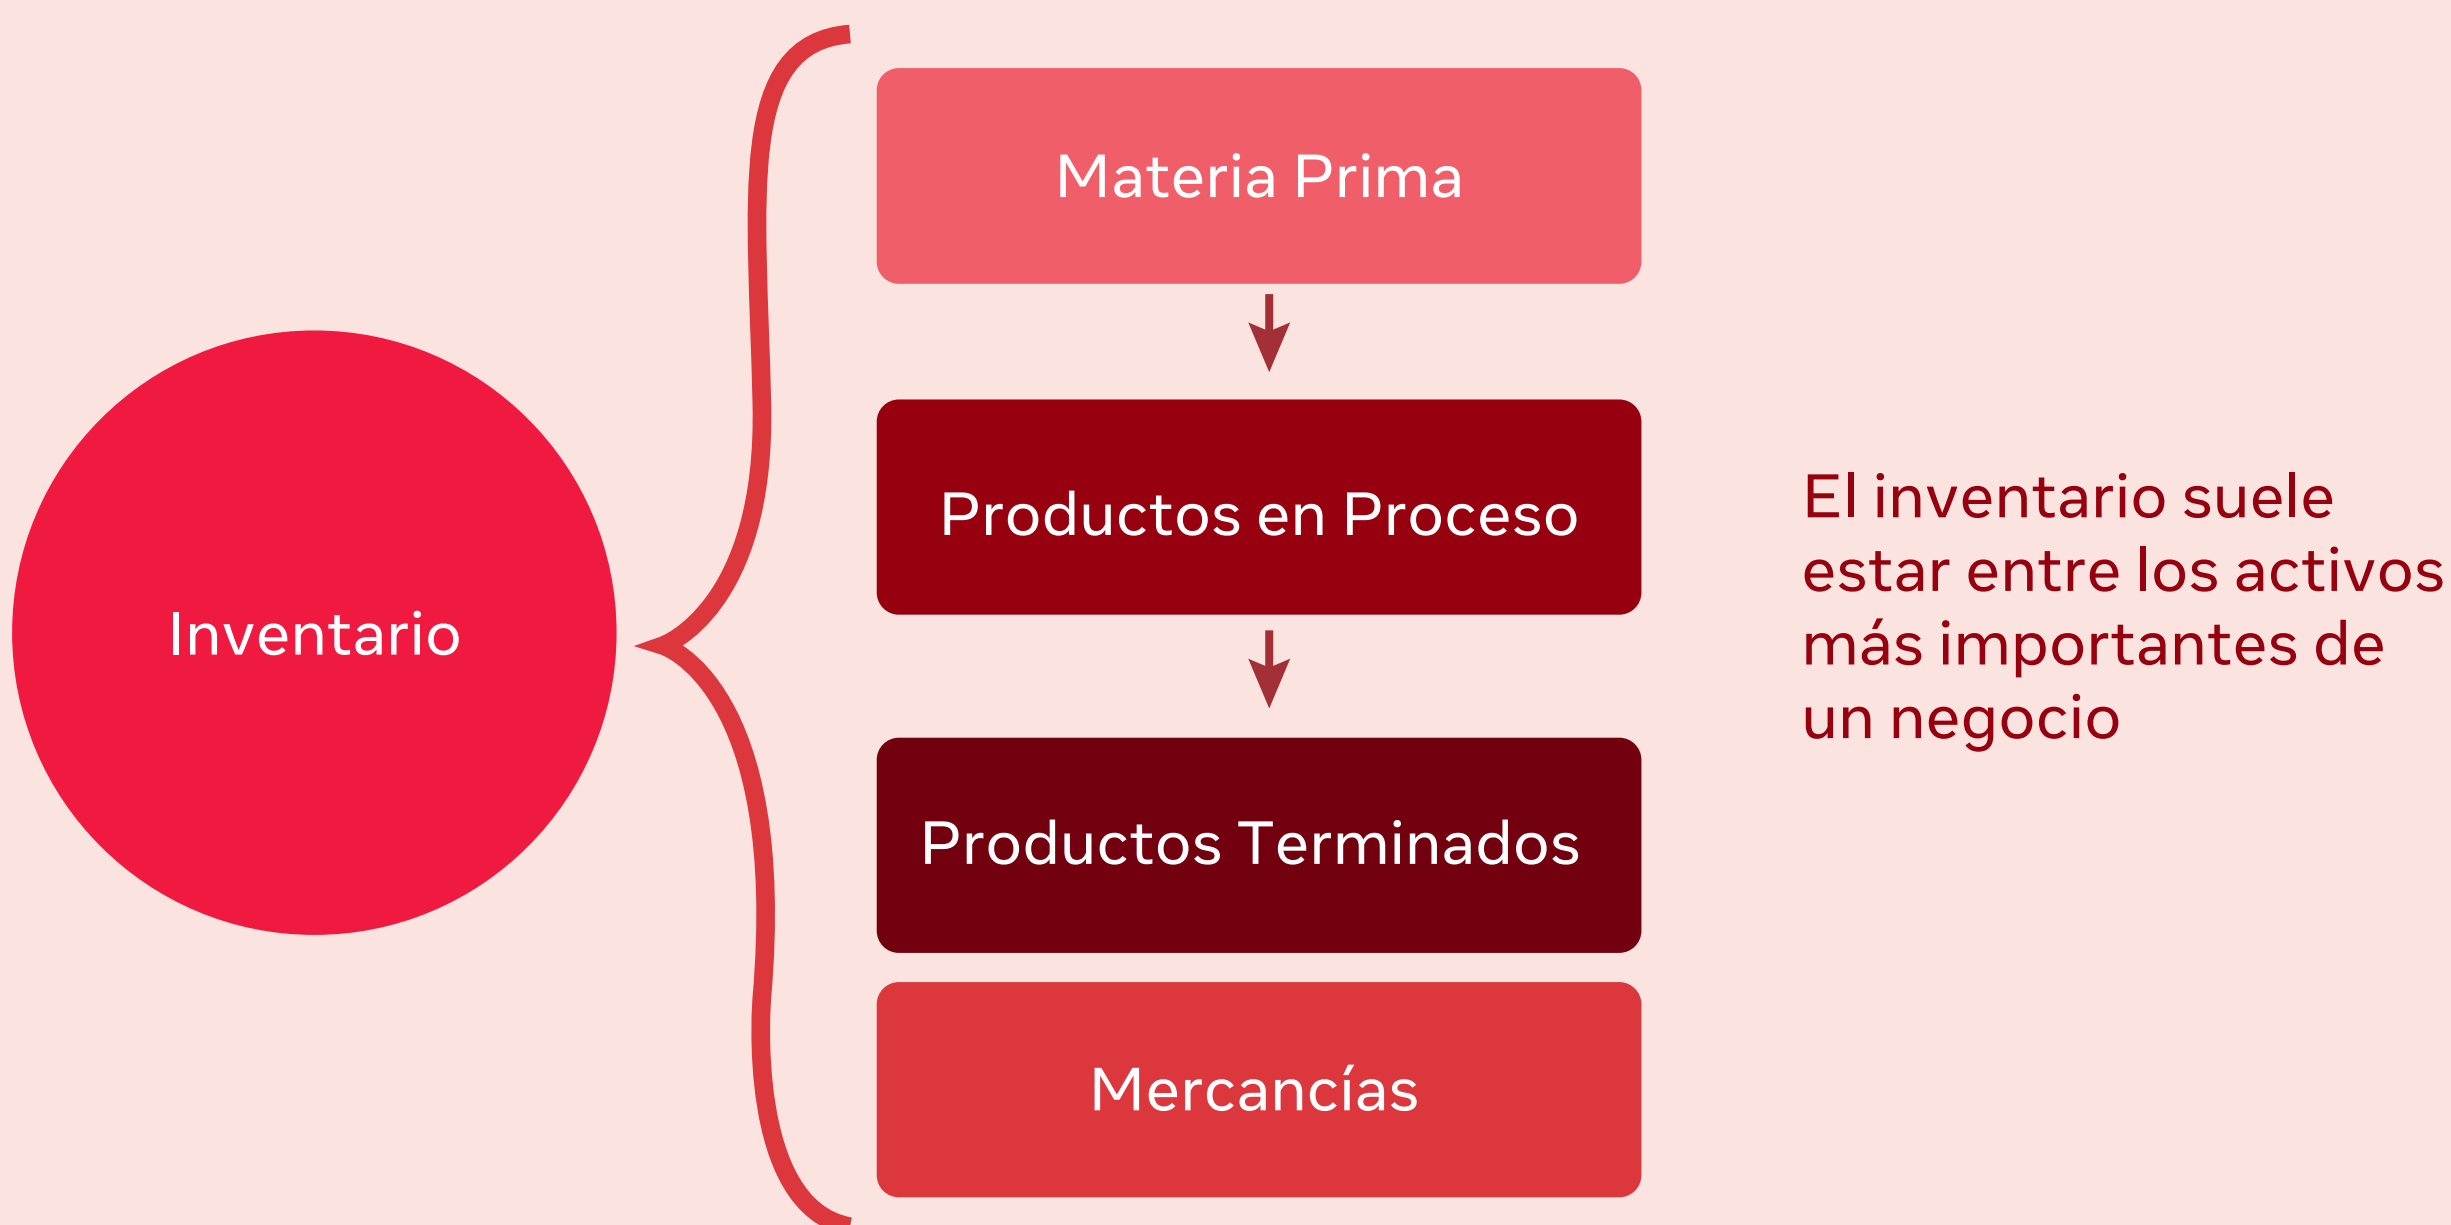 Inventario
Materia Prima
Productos en Proceso
Productos Terminados
Mercancías
El inventario suele
estar entre los activos
más importantes de
un negocio